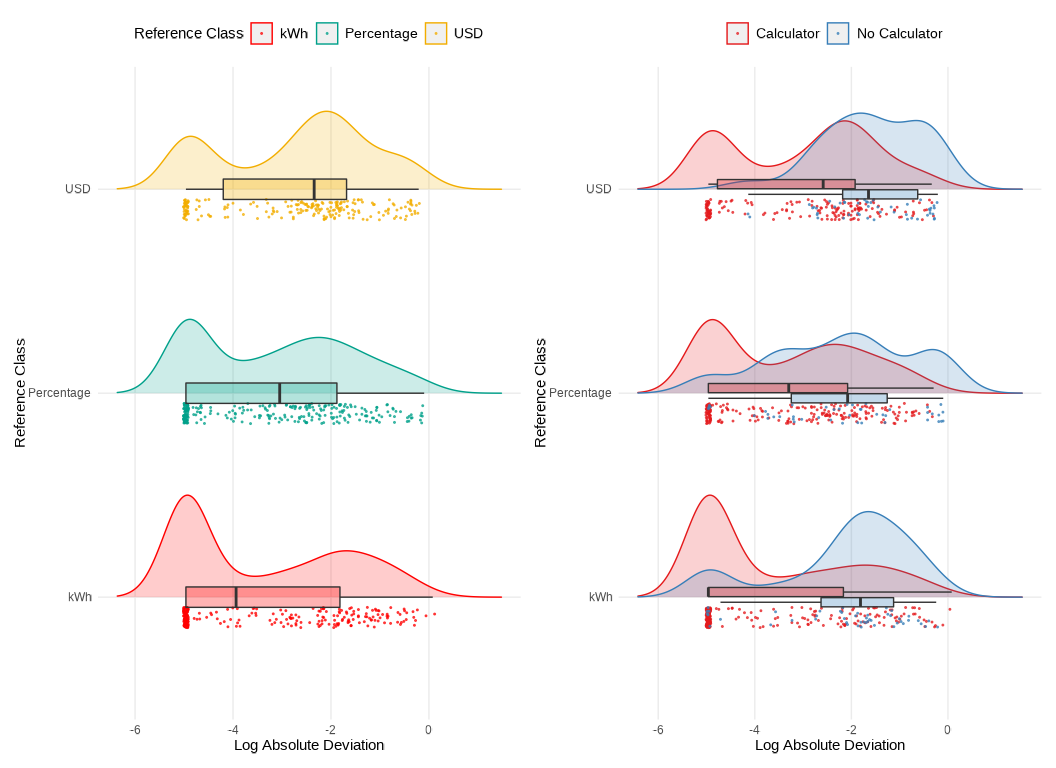 Reference Class kWh Percentage USD
USD
Percentage
kWh
Reference Class
-6 -4 -2 0
Log Absolute Deviation
Calculator No Calculator
USD
Percentage
kWh
Reference Class
-6 -4 -2 0
Log Absolute Deviation